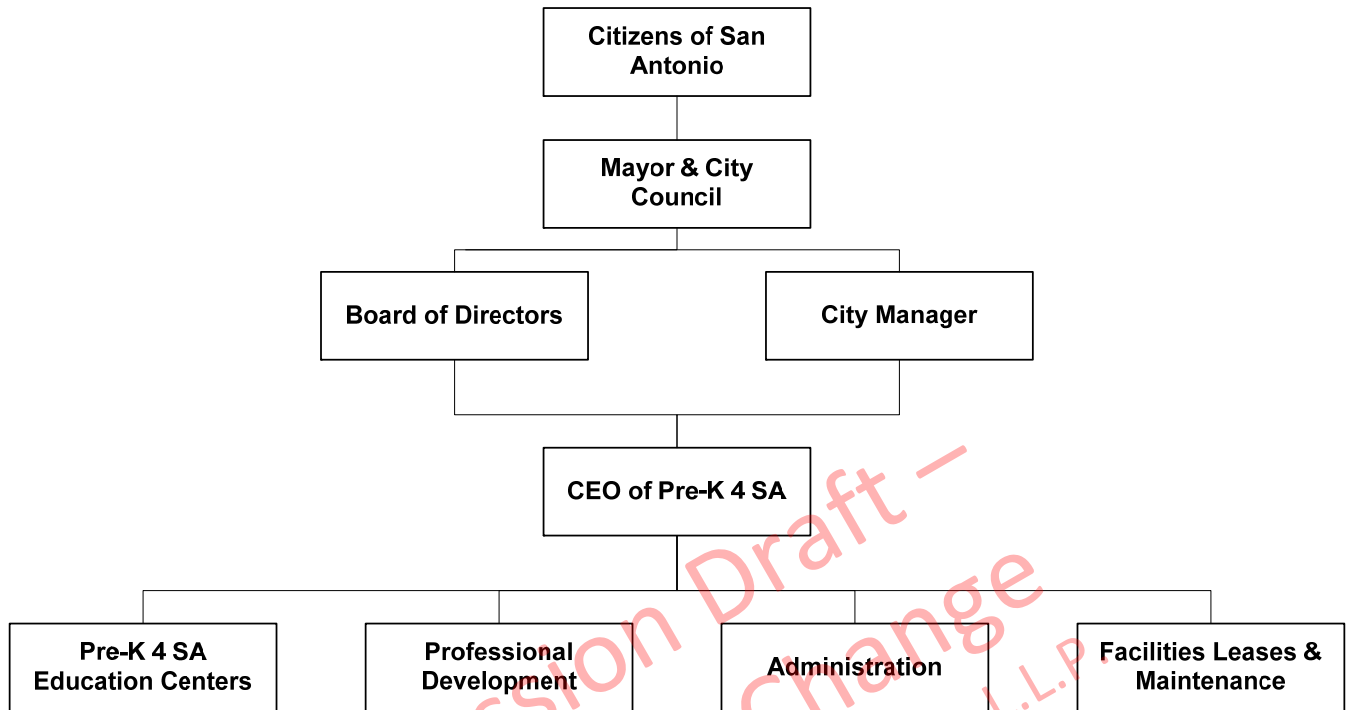 Citizens of San
Antonio
Mayor & City
Council
Board of Directors
City Manager
CEO of Pre-K 4 SA
Pre-K 4 SA
Education Centers
Professional
Development
Administration
Facilities Leases &
Maintenance
Draft –
Change
L.L.P.